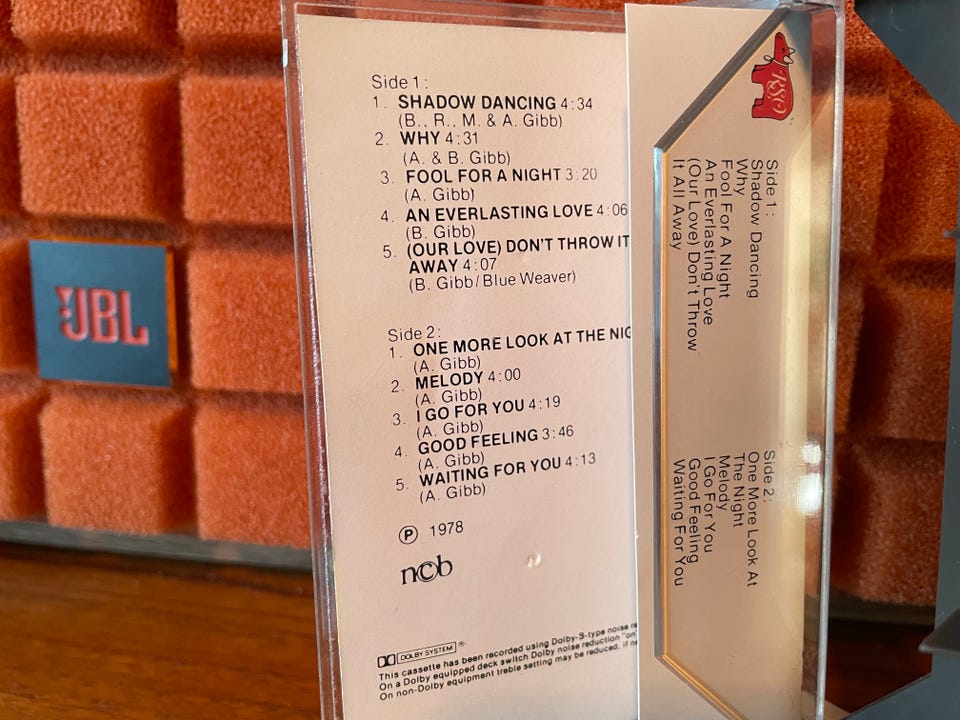 JBL
Side 1:
1. SHADOW DANCING 4:34
(B., R., M. & A. Gibb)
2. WHY 4:31
(A. & B. Gibb)
3. FOOL FOR A NIGHT 3:20
(A. Gibb)
4. AN EVERLASTING LOVE 4:06
(B. Gibb)
5. (OUR LOVE) DON'T THROW IT
AWAY 4:07
(B. Gibb/Blue Weaver)
Side 2:
1. ONE MORE LOOK AT THE
(A. Gibb)
2. MELODY 4:00
(A. Gibb)
3. I GO FOR YOU 4:19
(A. Gibb)
4. GOOD FEELING 3:46
(A. Gibb)
5. WAITING FOR YOU 4:13
(A. Gibb)
Ⓟ 1978
ncb
DOLBY SYSTEM ®
This cassette has been recorded using Dolby-B-type noise
On a Dolby equipped deck switch Dolby noise reduction "on"
On non-Dolby equipment treble setting may be reduced, if
RSO
Side 1:
Shadow Dancing
Why
Fool For A Night
An Everlasting Love
(Our Love) Don't Throw
It All Away
Side 2:
One More Look At
The Night
Melody
I Go For You
Good Feeling
Waiting For You